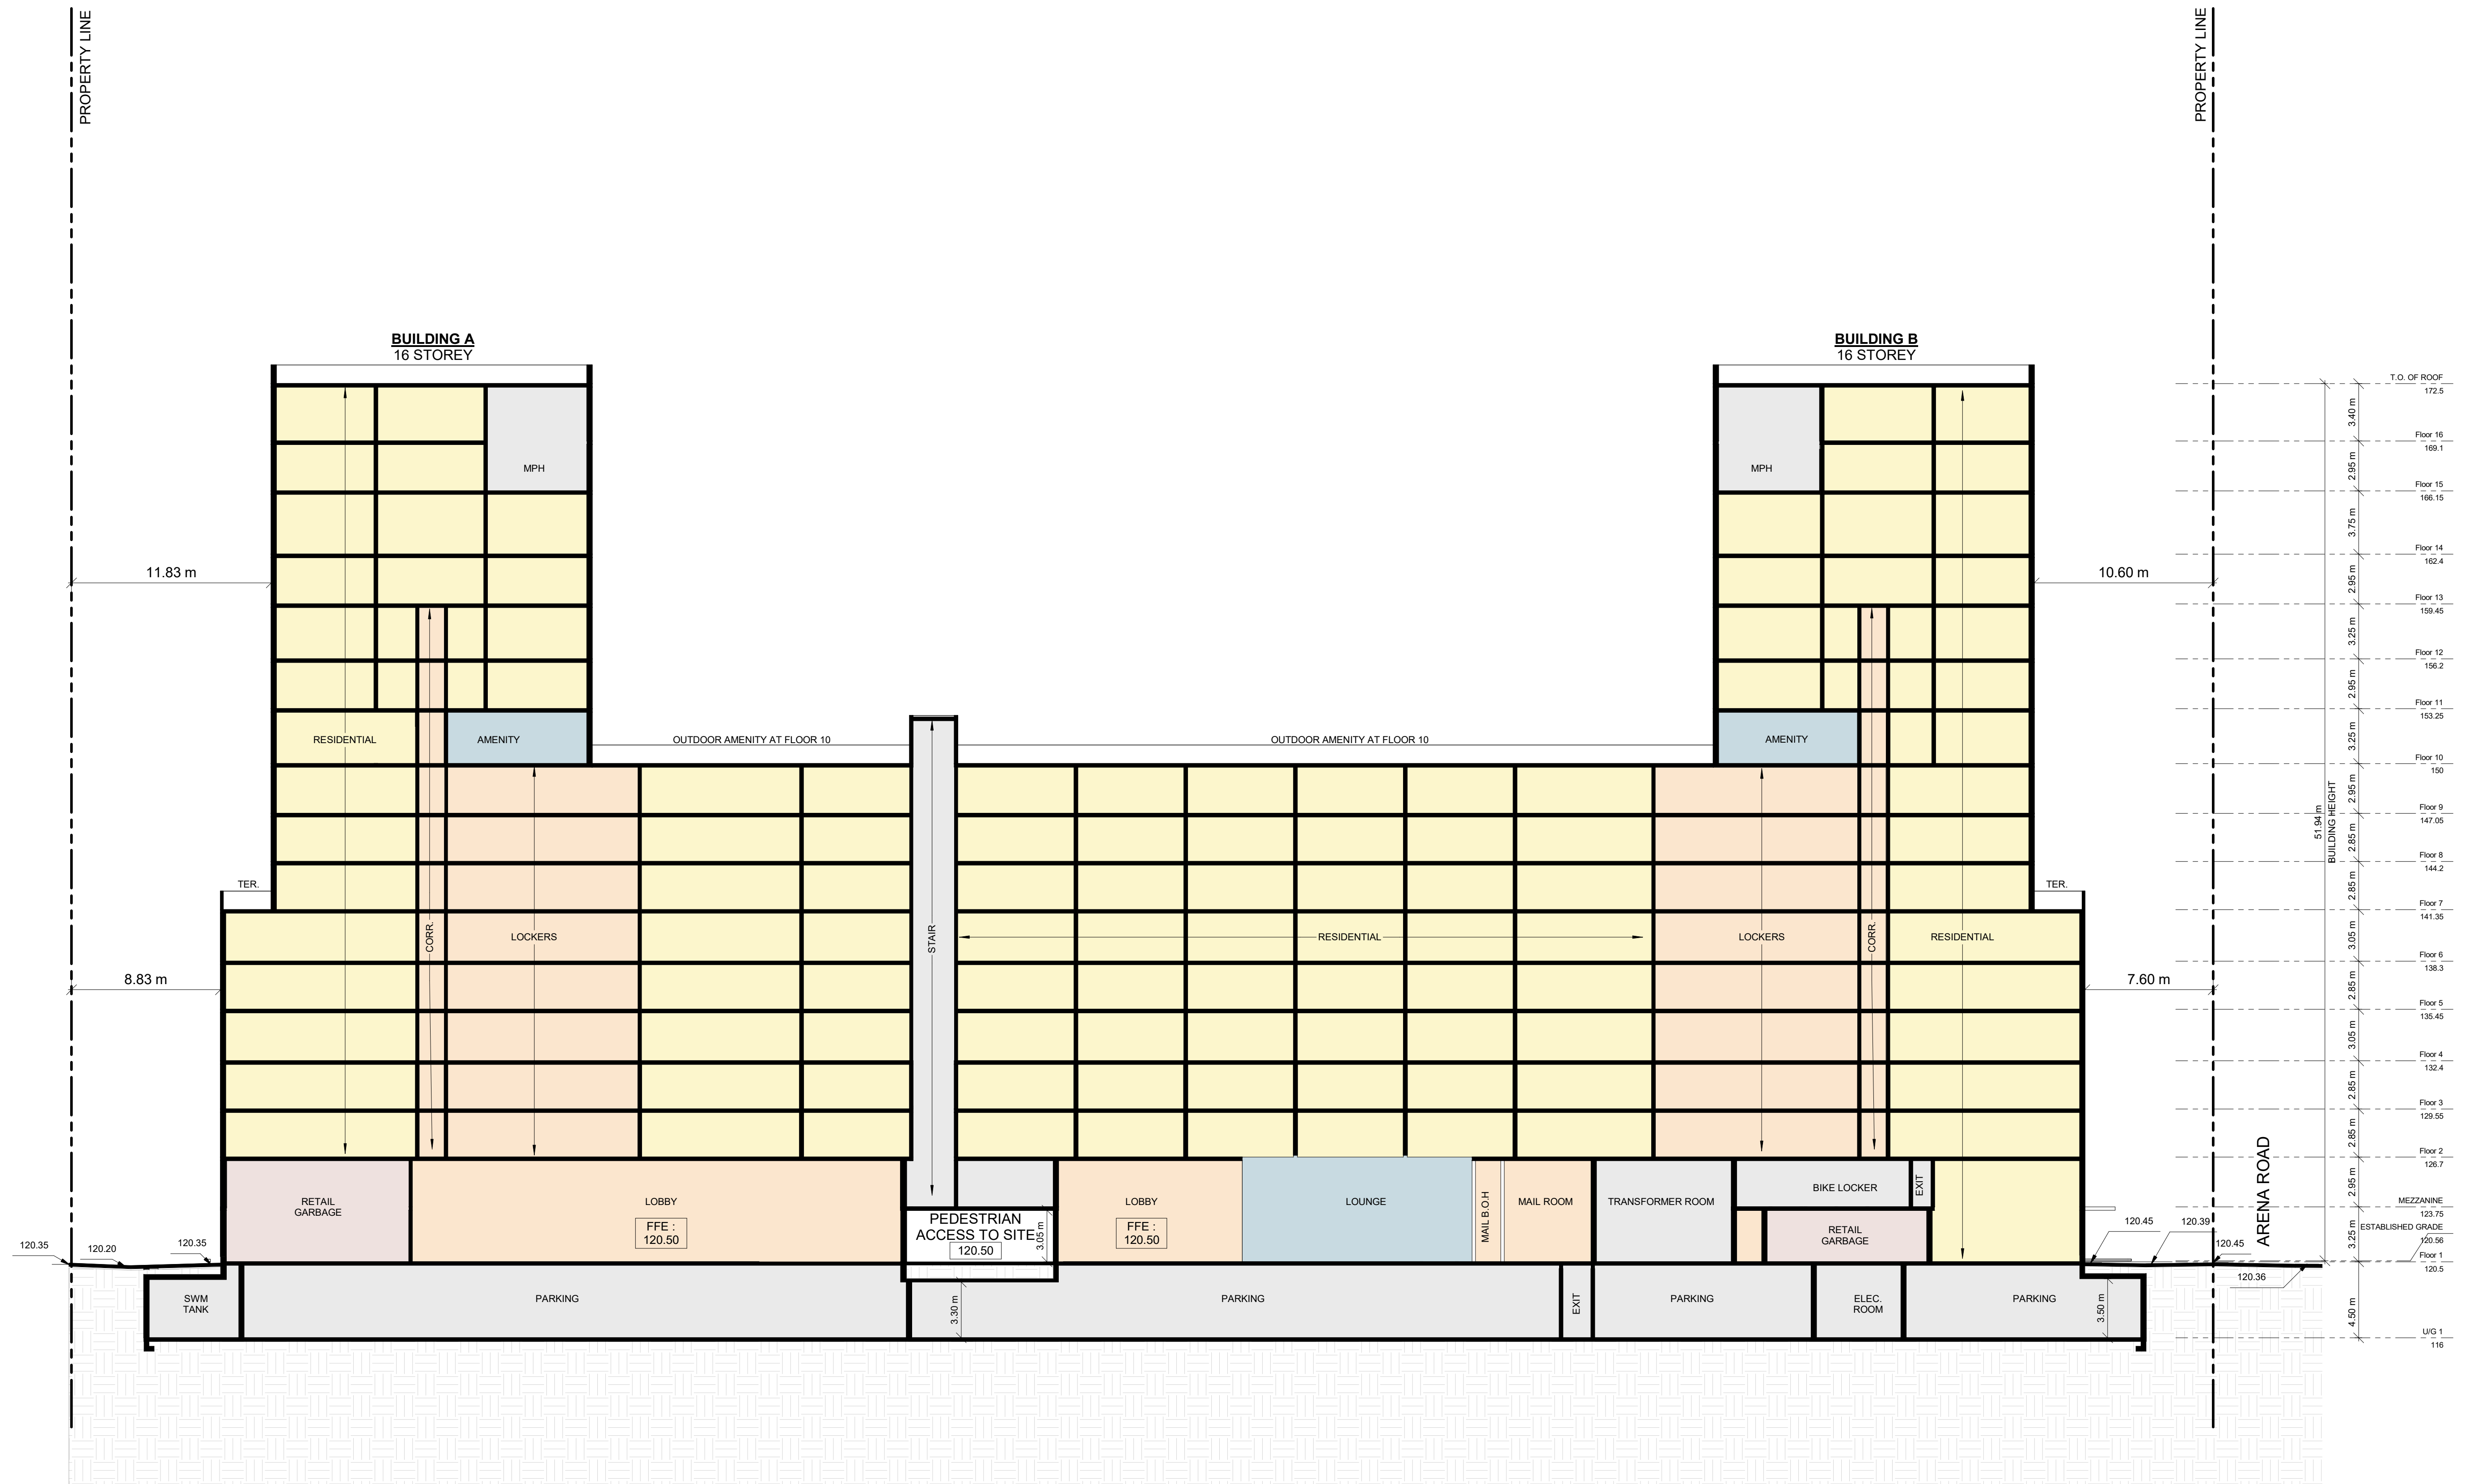 PROPERTY LINE
PROPERTY LINE
BUILDING A
16 STOREY
BUILDING B
16 STOREY
T.O. OF ROOF
172.5
3.40 m
Floor 16
169.1
MPH
MPH
2.95 m
Floor 15
166.15
3.75 m
Floor 14
162.4
11.83 m
10.60 m
2.95 m
Floor 13
159.45
3.25 m
Floor 12
156.2
2.95 m
Floor 11
153.25
RESIDENTIAL
AMENITY
OUTDOOR AMENITY AT FLOOR 10
OUTDOOR AMENITY AT FLOOR 10
AMENITY
3.25 m
Floor 10
150
2.95 m
Floor 9
147.05
51.94 m
BUILDING HEIGHT
2.85 m
Floor 8
144.2
TER.
TER.
2.85 m
Floor 7
141.35
CORR.
LOCKERS
STAIR
RESIDENTIAL
LOCKERS
CORR.
RESIDENTIAL
3.05 m
Floor 6
138.3
8.83 m
7.60 m
2.85 m
Floor 5
135.45
3.05 m
Floor 4
132.4
2.85 m
Floor 3
129.55
2.85 m
Floor 2
126.7
ARENA ROAD
RETAIL
GARBAGE
LOBBY
FFE :
120.50
PEDESTRIAN
ACCESS TO SITE
120.50
3.05 m
LOBBY
FFE :
120.50
LOUNGE
MAIL B.O.H
MAIL ROOM
TRANSFORMER ROOM
BIKE LOCKER
EXIT
RETAIL
GARBAGE
2.95 m
MEZZANINE
123.75
ESTABLISHED GRADE
120.56
3.25 m
Floor 1
120.5
120.35
120.20
120.35
120.45
120.39
120.45
120.36
SWM
TANK
PARKING
3.30 m
PARKING
EXIT
PARKING
ELEC.
ROOM
PARKING
3.50 m
4.50 m
U/G 1
116